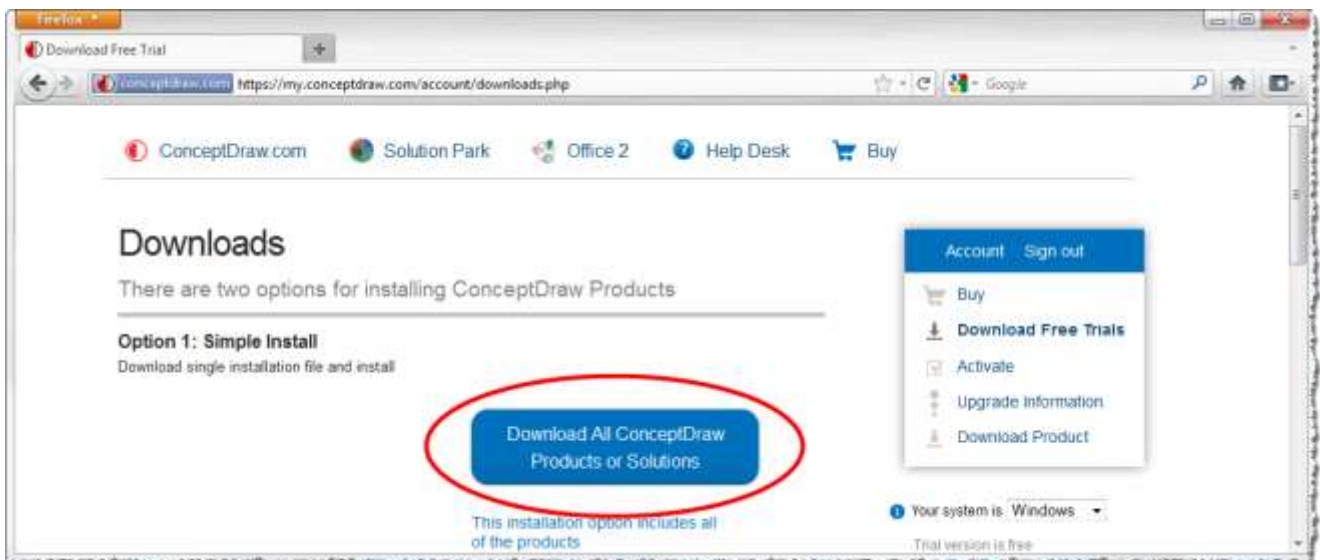 Firefox
Download Free Trial
conceptdraw.com https://my.conceptdraw.com/account/downloads.php
Google
ConceptDraw.com Solution Park Office 2 Help Desk Buy
Downloads
There are two options for installing ConceptDraw Products
Option 1: Simple Install
Download single installation file and install
Download All ConceptDraw
Products or Solutions
This installation option includes all
of the products
Account Sign out
Buy
Download Free Trials
Activate
Upgrade Information
Download Product
Your system is Windows
Trial version is free